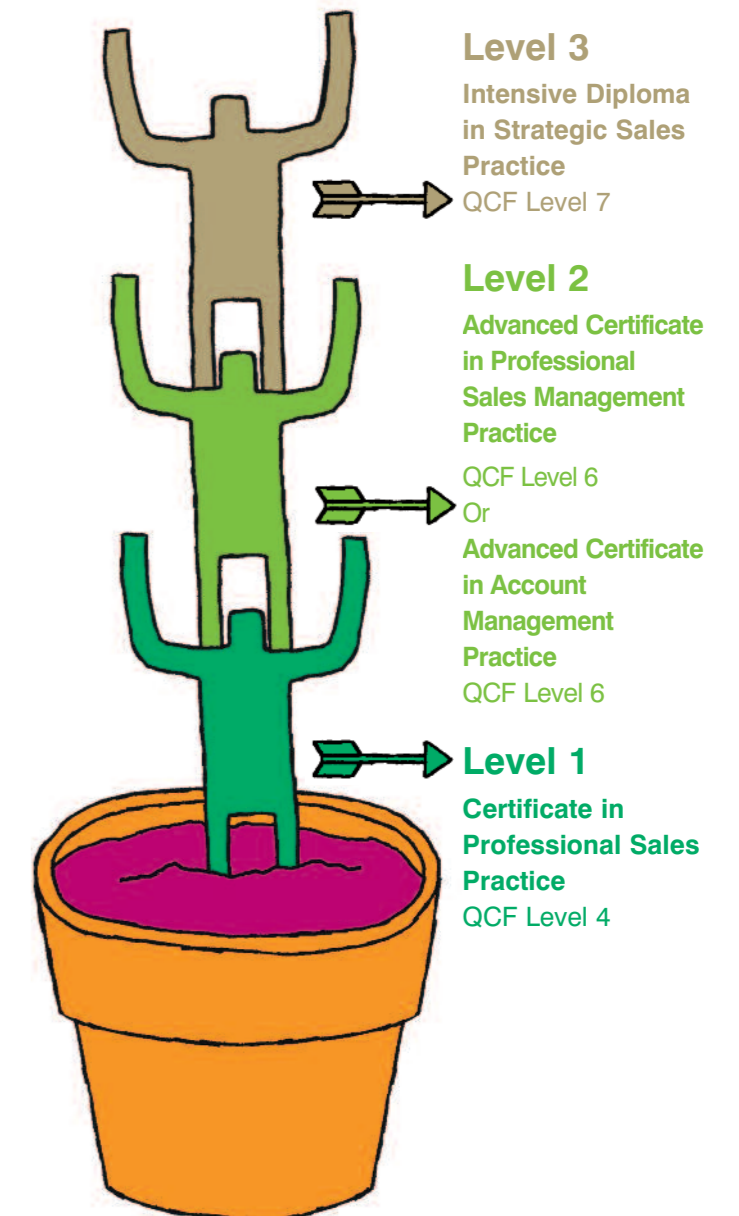 Level 3
Intensive Diploma
in Strategic Sales
Practice
QCF Level 7
Level 2
Advanced Certificate
in Professional
Sales Management
Practice
QCF Level 6
Or
Advanced Certificate
in Account
Management
Practice
QCF Level 6
Level 1
Certificate in
Professional Sales
Practice
QCF Level 4